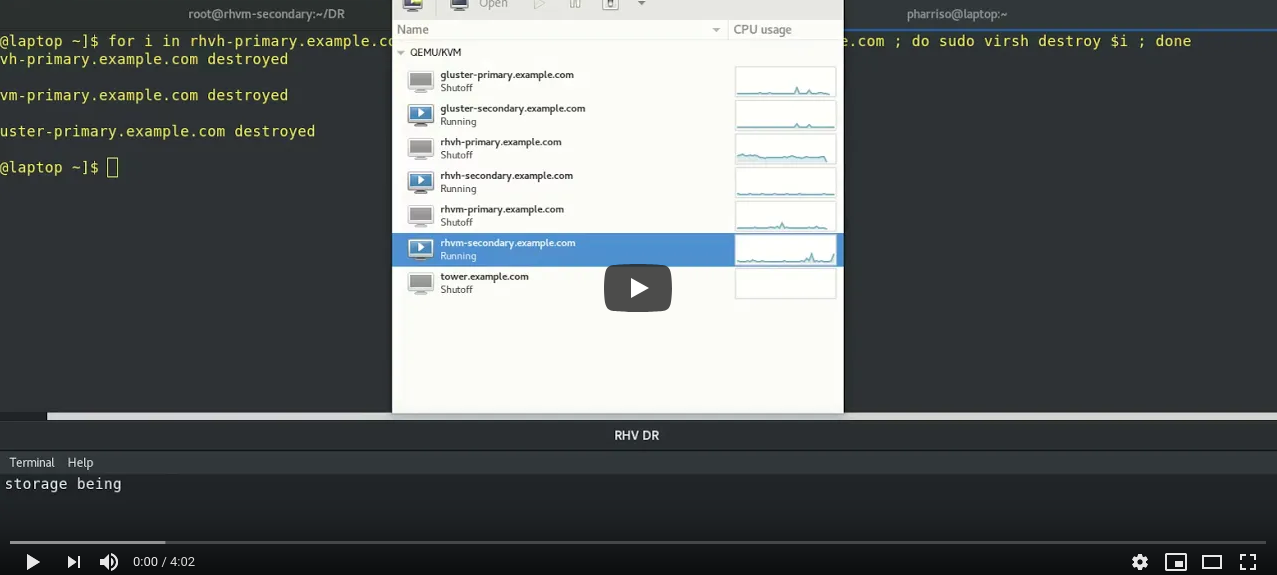 root@rhvm-secondary:~/DR
pharriso@laptop:~
Open
@laptop ~]$ for i in rhvh-primary.example.co
e.com ; do sudo virsh destroy $i ; done
vh-primary.example.com destroyed
vm-primary.example.com destroyed
uster-primary.example.com destroyed
@laptop ~]$
Name
CPU usage
QEMU/KVM
gluster-primary.example.com
Shutoff
gluster-secondary.example.com
Running
rhvh-primary.example.com
Shutoff
rhvh-secondary.example.com
Running
rhvm-primary.example.com
Shutoff
rhvm-secondary.example.com
Running
tower.example.com
Shutoff
RHV DR
Terminal Help
storage being
0:00 / 4:02